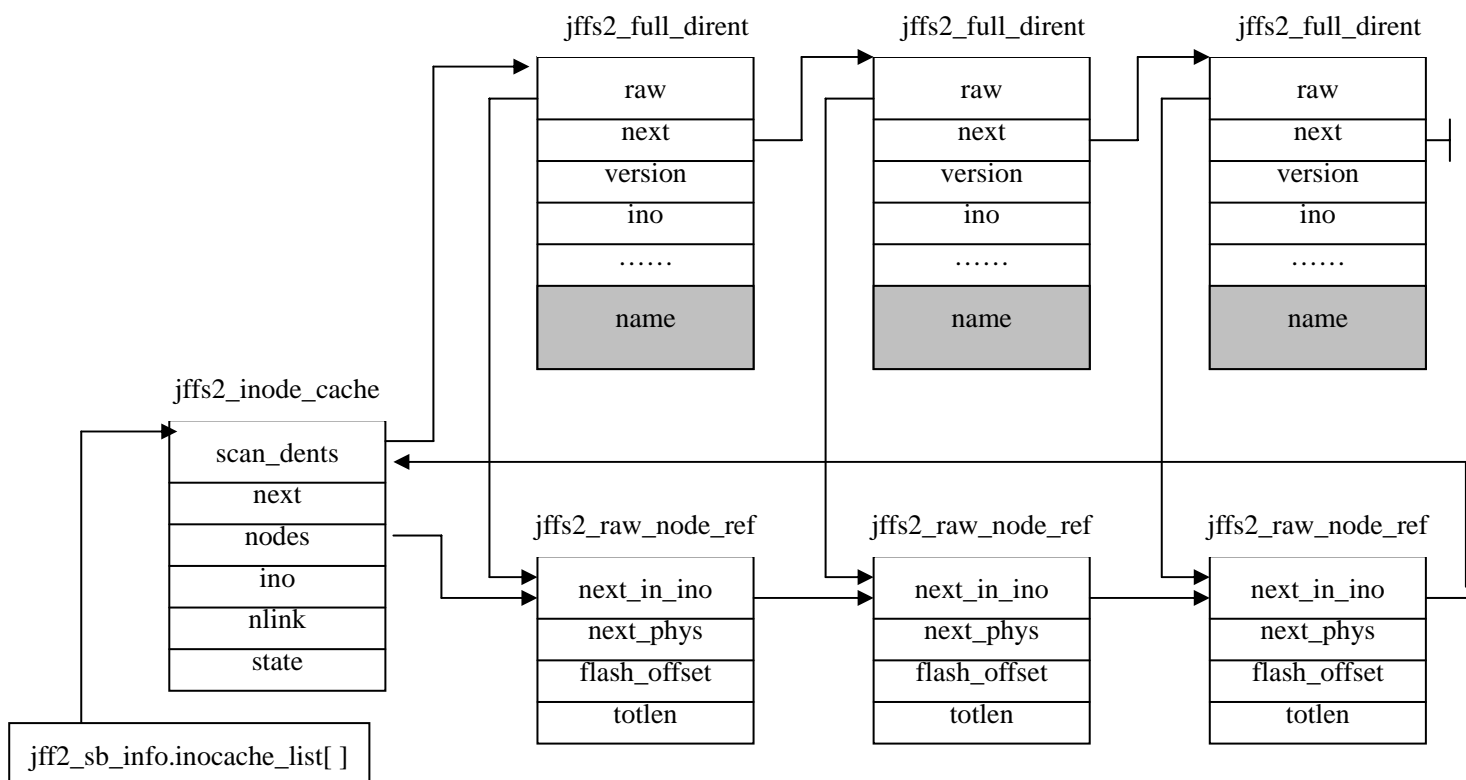 jffs2_full_dirent
raw
next
version
ino
……
name
jffs2_full_dirent
raw
next
version
ino
……
name
jffs2_full_dirent
raw
next
version
ino
……
name
jffs2_inode_cache
scan_dents
next
nodes
ino
nlink
state
jffs2_raw_node_ref
next_in_ino
next_phys
flash_offset
totlen
jffs2_raw_node_ref
next_in_ino
next_phys
flash_offset
totlen
jffs2_raw_node_ref
next_in_ino
next_phys
flash_offset
totlen
jff2_sb_info.inocache_list[ ]